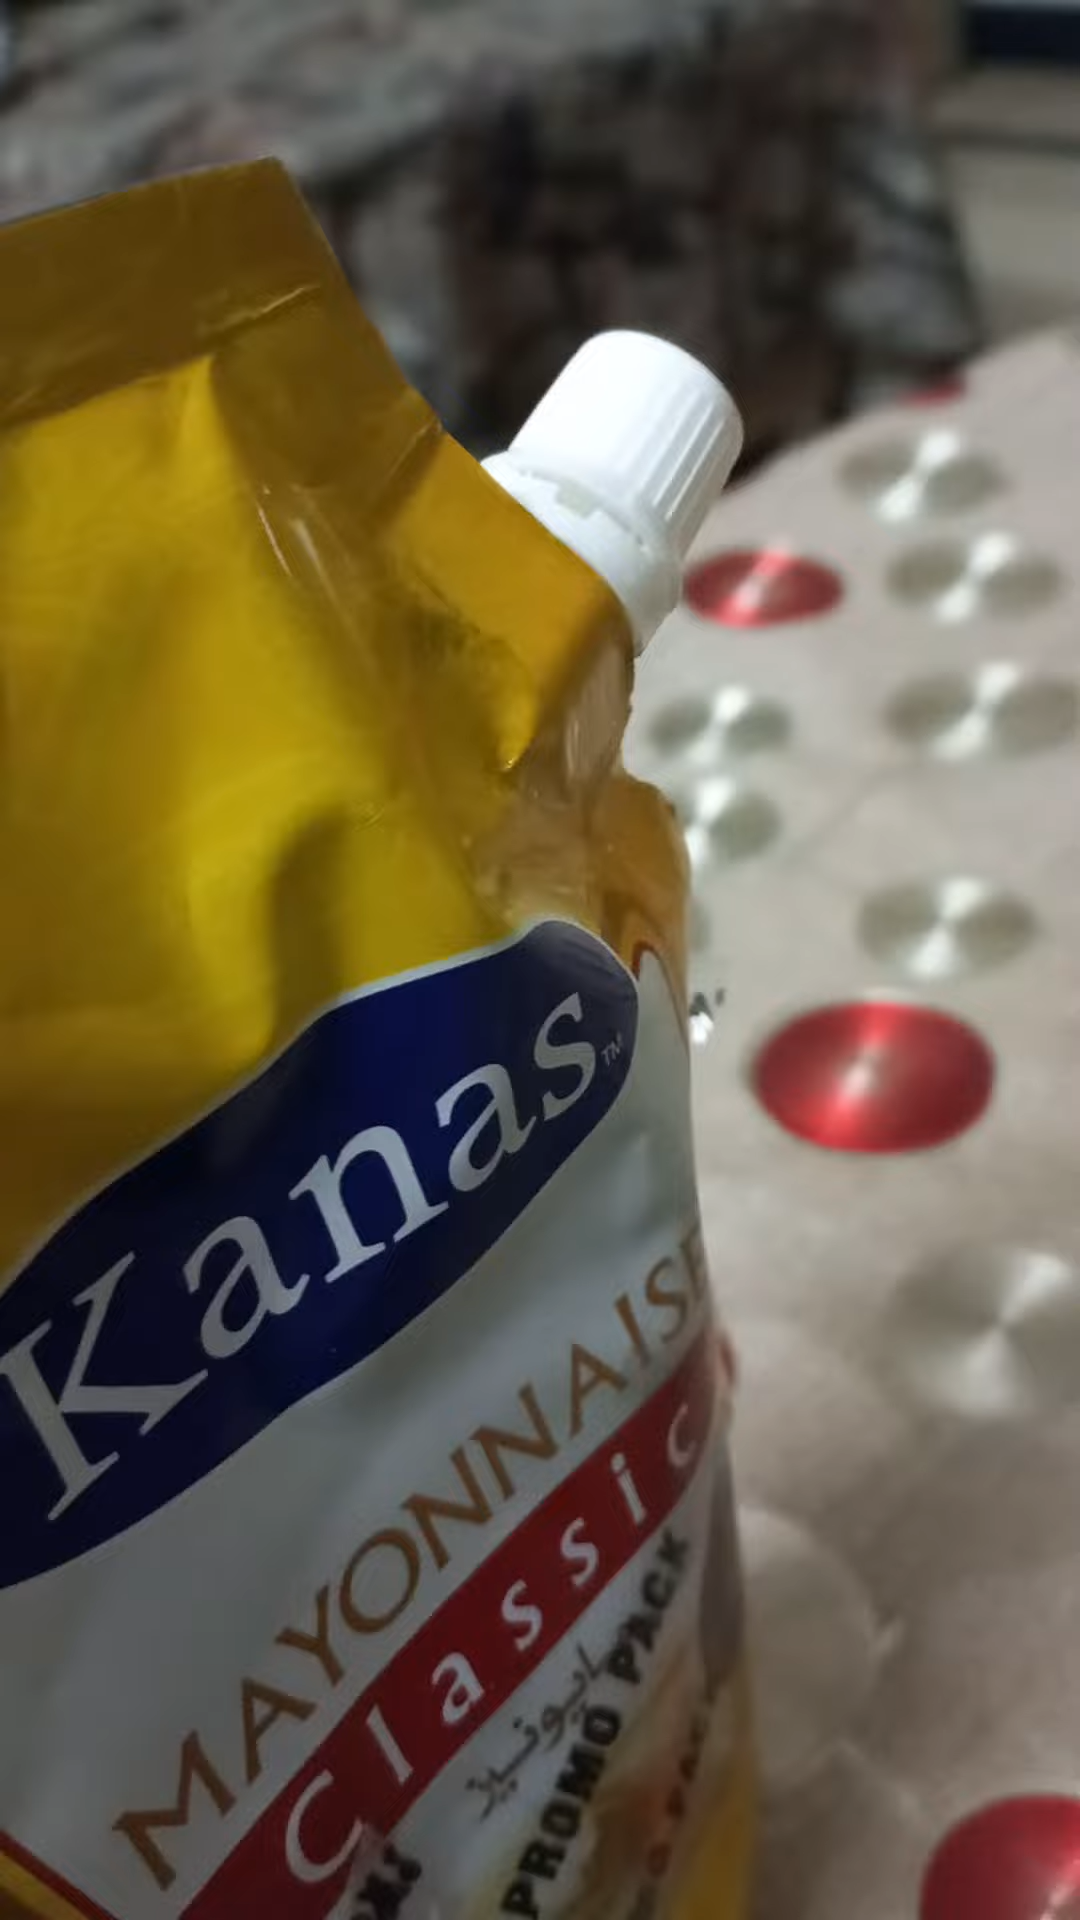 Kanas™
MAYONNAISE
Classic
مایونیز
PROMO PACK